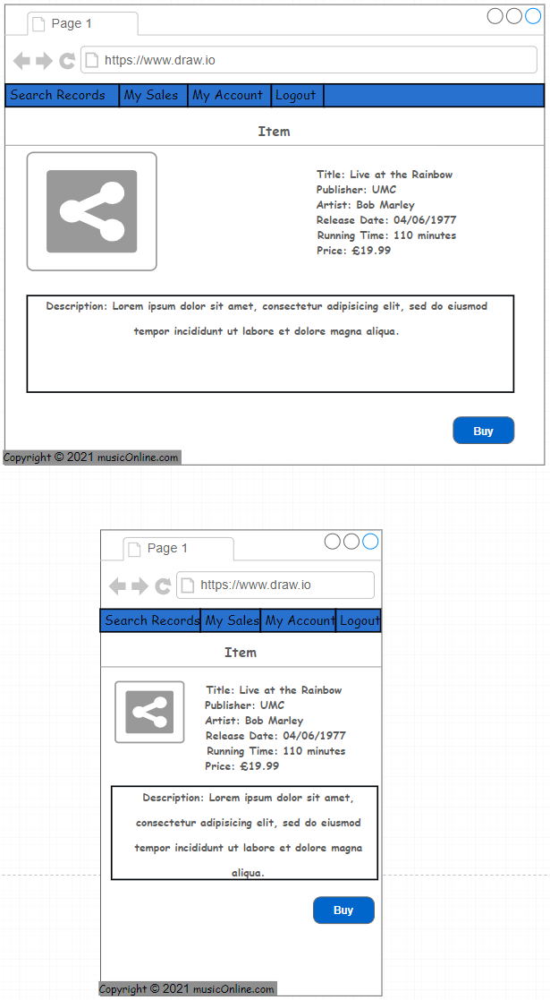 Page 1
https://www.draw.io
Search Records My Sales My Account Logout
Item
Title: Live at the Rainbow
Publisher: UMC
Artist: Bob Marley
Release Date: 04/06/1977
Running Time: 110 minutes
Price: £19.99
Description: Lorem ipsum dolor sit amet, consectetur adipisicing elit, sed do eiusmod
tempor incididunt ut labore et dolore magna aliqua.
Buy
Copyright © 2021 musicOnline.com
Page 1
https://www.draw.io
Search Records My Sales My Account Logout
Item
Title: Live at the Rainbow
Publisher: UMC
Artist: Bob Marley
Release Date: 04/06/1977
Running Time: 110 minutes
Price: £19.99
Description: Lorem ipsum dolor sit amet,
consectetur adipisicing elit, sed do eiusmod
tempor incididunt ut labore et dolore magna
aliqua.
Buy
Copyright © 2021 musicOnline.com